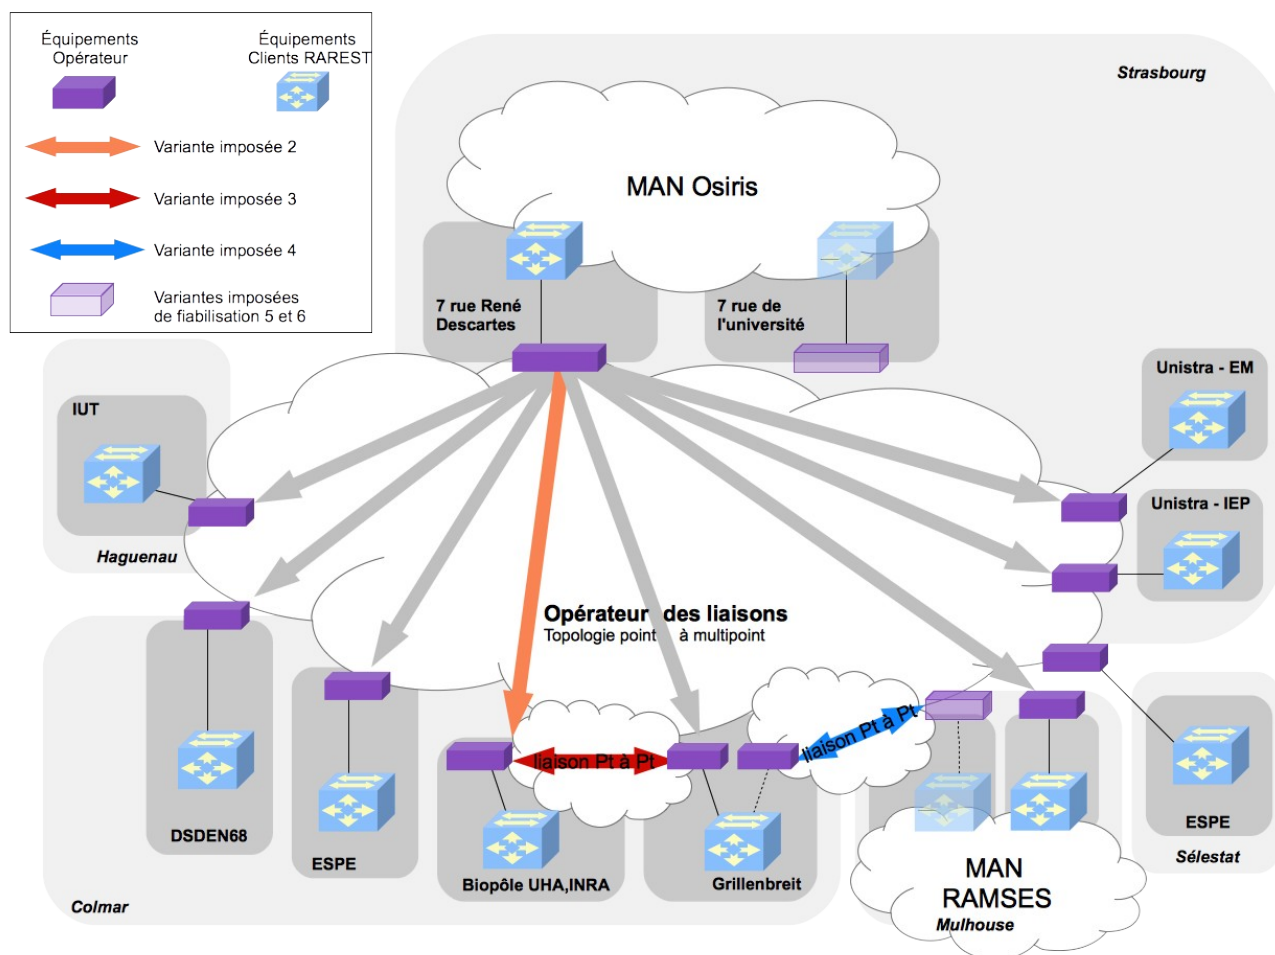 Équipements
Opérateur
Équipements
Clients RAREST
Variante imposée 2
Variante imposée 3
Variante imposée 4
Variantes imposées
de fiabilisation 5 et 6
Strasbourg
MAN Osiris
7 rue René
Descartes
7 rue de
l'université
Unistra - EM
IUT
Unistra - IEP
Haguenau
Opérateur des liaisons
Topologie point à multipoint
liaison Pt à Pt
liaison Pt à Pt
DSDEN68
ESPE
Biopôle UHA,INRA
Grillenbreit
ESPE
Sélestat
MAN
RAMSES
Mulhouse
Colmar